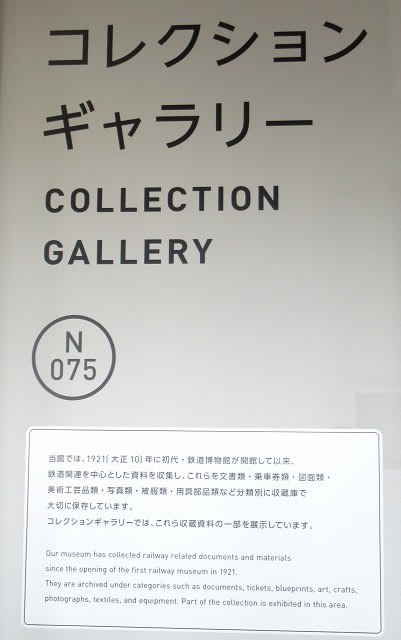 コレクション
ギャラリー
COLLECTION
GALLERY
N
075
当館では、1921(大正10)年に初代・鉄道博物館が開館して以来、
鉄道関連を中心とした資料を収集し、これらを文書類・乗車券類・図面類・
美術工芸品類・写真類・被服類・用具部品類など分類別に収蔵庫で
大切に保存しています。
コレクションギャラリーでは、これら収蔵資料の一部を展示しています。
Our museum has collected railway related documents and materials
since the opening of the first railway museum in 1921.
They are archived under categories such as documents, tickets, blueprints, art, crafts,
photographs, textiles, and equipment. Part of the collection is exhibited in this area.